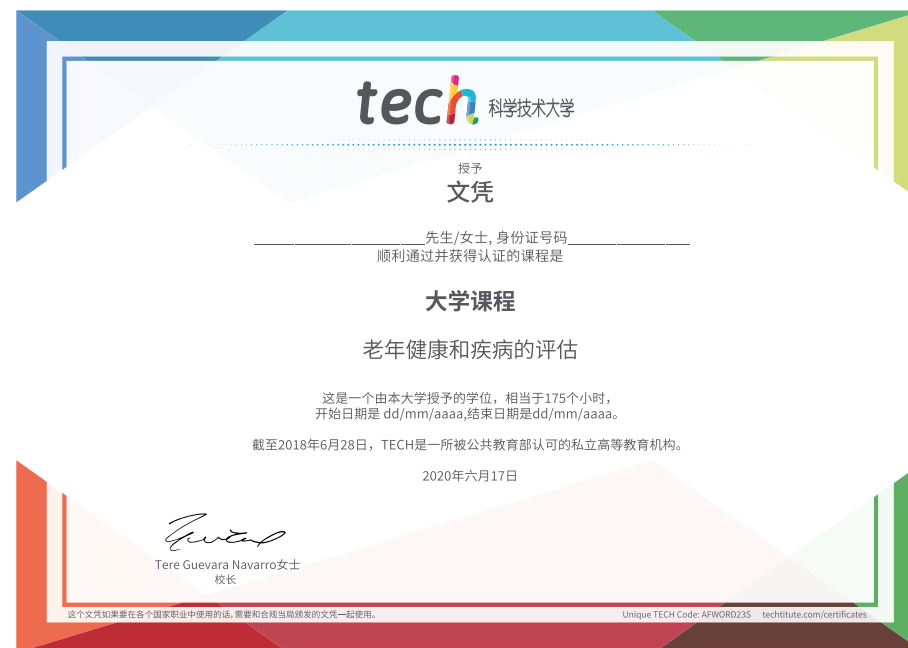 tech 科学技术大学
授予
文凭
先生/女士, 身份证号码
顺利通过并获得认证的课程是
大学课程
老年健康和疾病的评估
这是一个由本大学授予的学位，相当于175个小时，
开始日期是 dd/mm/aaaa,结束日期是dd/mm/aaaa。
截至2018年6月28日，TECH是一所被公共教育部认可的私立高等教育机构。
2020年六月17日
Tere Guevara Navarro女士
校长
这个文凭如果要在各个国家职业中使用的话,需要和合规当局颁发的文凭一起使用。
Unique TECH Code: AFWORD23S techtitute.com/certificates